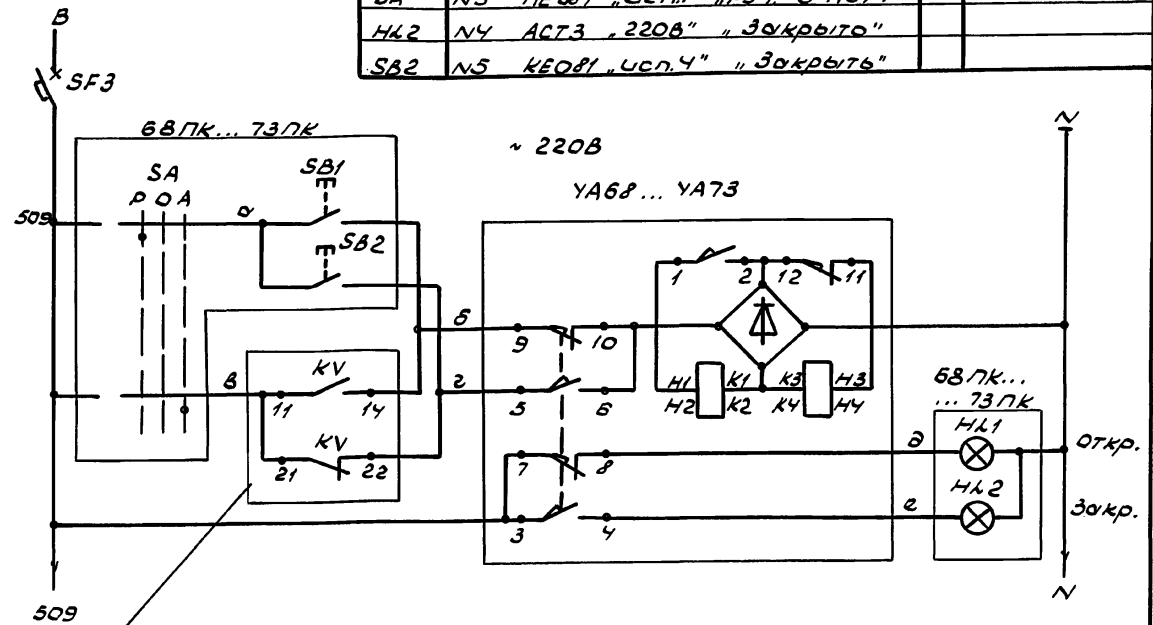 SA N3
HL2 N4 АСТ3 „220В" „Закрыто"
SB2 N5 КЕ081 „исп.4" „Закрыть"
В
SF3
68ПК... 73ПК
SA
Р О А
SB1
SB2
509
а
~ 220В
YA68... YA73
N
1 2 12 11
б
9 10
в
KV
11 14
г
5 6
Н1 К1 К3 Н3
Н2 К2 К4 Н4
KV
21 22
68ПК...
... 73ПК
HL1
7 8
д
Откр.
HL2
3 4
е
Закр.
509
N